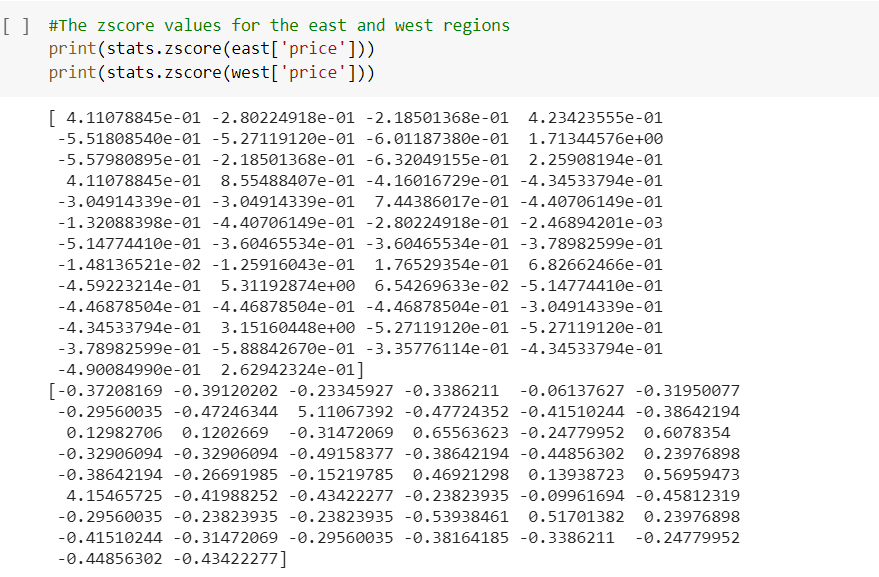 [ ] #The zscore values for the east and west regions
print(stats.zscore(east['price']))
print(stats.zscore(west['price']))
[ 4.11078845e-01 -2.80224918e-01 -2.18501368e-01  4.23423555e-01
 -5.51808540e-01 -5.27119120e-01 -6.01187380e-01  1.71344576e+00
 -5.57980895e-01 -2.18501368e-01 -6.32049155e-01  2.25908194e-01
  4.11078845e-01  8.55488407e-01 -4.16016729e-01 -4.34533794e-01
 -3.04914339e-01 -3.04914339e-01  7.44386017e-01 -4.40706149e-01
 -1.32088398e-01 -4.40706149e-01 -2.80224918e-01 -2.46894201e-03
 -5.14774410e-01 -3.60465534e-01 -3.60465534e-01 -3.78982599e-01
 -1.48136521e-02 -1.25916043e-01  1.76529354e-01  6.82662466e-01
 -4.59223214e-01  5.31192874e+00  6.54269633e-02 -5.14774410e-01
 -4.46878504e-01 -4.46878504e-01 -4.46878504e-01 -3.04914339e-01
 -4.34533794e-01  3.15160448e+00 -5.27119120e-01 -5.27119120e-01
 -3.78982599e-01 -5.88842670e-01 -3.35776114e-01 -4.34533794e-01
 -4.90084990e-01  2.62942324e-01]
[-0.37208169 -0.39120202 -0.23345927 -0.3386211  -0.06137627 -0.31950077
 -0.29560035 -0.47246344  5.11067392 -0.47724352 -0.41510244 -0.38642194
  0.12982706  0.1202669  -0.31472069  0.65563623 -0.24779952  0.6078354
 -0.32906094 -0.32906094 -0.49158377 -0.38642194 -0.44856302  0.23976898
 -0.38642194 -0.26691985 -0.15219785  0.46921298  0.13938723  0.56959473
  4.15465725 -0.41988252 -0.43422277 -0.23823935 -0.09961694 -0.45812319
 -0.29560035 -0.23823935 -0.23823935 -0.53938461  0.51701382  0.23976898
 -0.41510244 -0.31472069 -0.29560035 -0.38164185 -0.3386211  -0.24779952
 -0.44856302 -0.43422277]